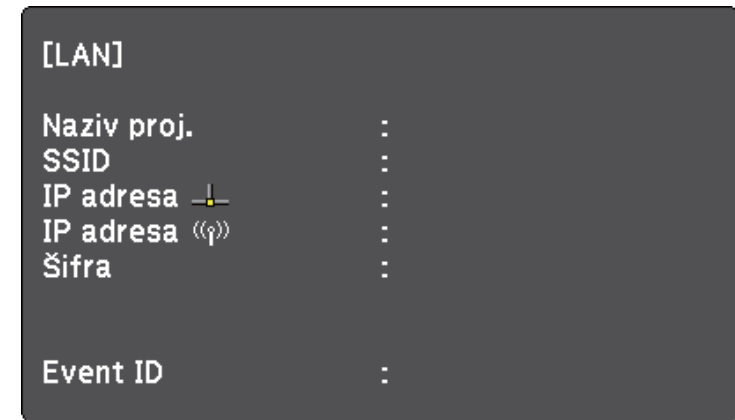 [LAN]
Naziv proj. :
SSID :
IP adresa :
IP adresa :
Šifra :
Event ID :